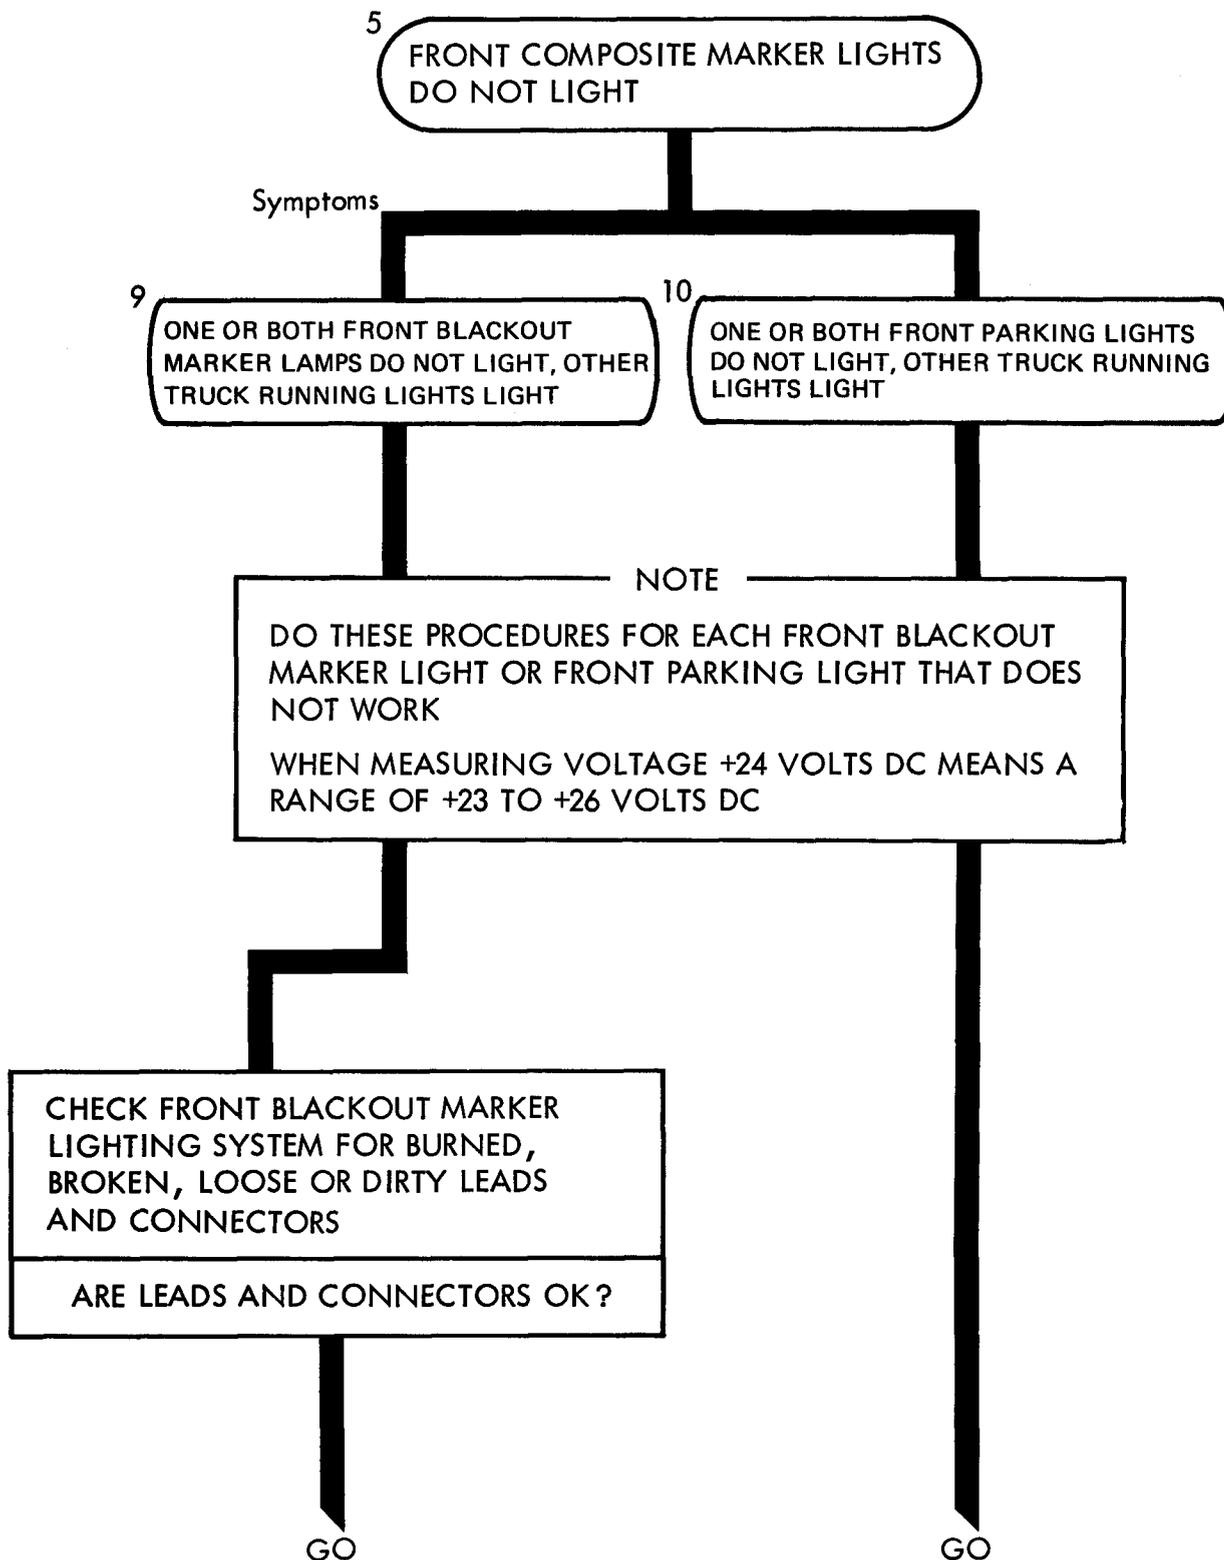 5
FRONT COMPOSITE MARKER LIGHTS
DO NOT LIGHT
Symptoms
9
ONE OR BOTH FRONT BLACKOUT
MARKER LAMPS DO NOT LIGHT, OTHER
TRUCK RUNNING LIGHTS LIGHT
10
ONE OR BOTH FRONT PARKING LIGHTS
DO NOT LIGHT, OTHER TRUCK RUNNING
LIGHTS LIGHT
NOTE
DO THESE PROCEDURES FOR EACH FRONT BLACKOUT
MARKER LIGHT OR FRONT PARKING LIGHT THAT DOES
NOT WORK
WHEN MEASURING VOLTAGE +24 VOLTS DC MEANS A
RANGE OF +23 TO +26 VOLTS DC
CHECK FRONT BLACKOUT MARKER
LIGHTING SYSTEM FOR BURNED,
BROKEN, LOOSE OR DIRTY LEADS
AND CONNECTORS
ARE LEADS AND CONNECTORS OK?
GO
GO